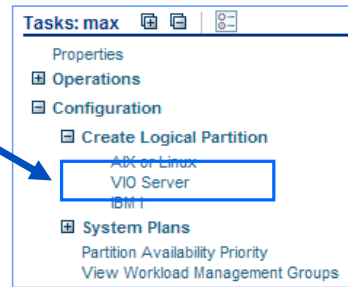 Tasks: max
Properties
Operations
Configuration
Create Logical Partition
AIX or Linux
VIO Server
IBM i
System Plans
Partition Availability Priority
View Workload Management Groups